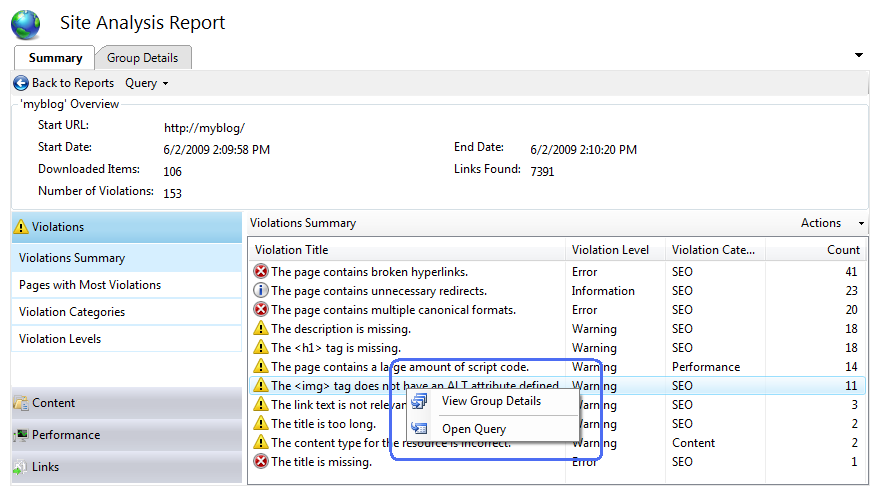 Site Analysis Report
Summary
Group Details
Back to Reports Query
'myblog' Overview
Start URL: http://myblog/
Start Date: 6/2/2009 2:09:58 PM End Date: 6/2/2009 2:10:20 PM
Downloaded Items: 106 Links Found: 7391
Number of Violations: 153
Violations
Violations Summary
Pages with Most Violations
Violation Categories
Violation Levels
Content
Performance
Links
Violations Summary Actions
Violation Title Violation Level Violation Cate... Count
The page contains broken hyperlinks. Error SEO 41
The page contains unnecessary redirects. Information SEO 23
The page contains multiple canonical formats. Error SEO 20
The description is missing. Warning SEO 18
The <h1> tag is missing. Warning SEO 18
The page contains a large amount of script code. Warning Performance 14
The <img> tag does not have an ALT attribute defined. Warning SEO 11
The link text is not relevan Warning SEO 3
The title is too long. Warning SEO 2
The content type for the resource is incorrect. Warning Content 2
The title is missing. Error SEO 1
View Group Details
Open Query